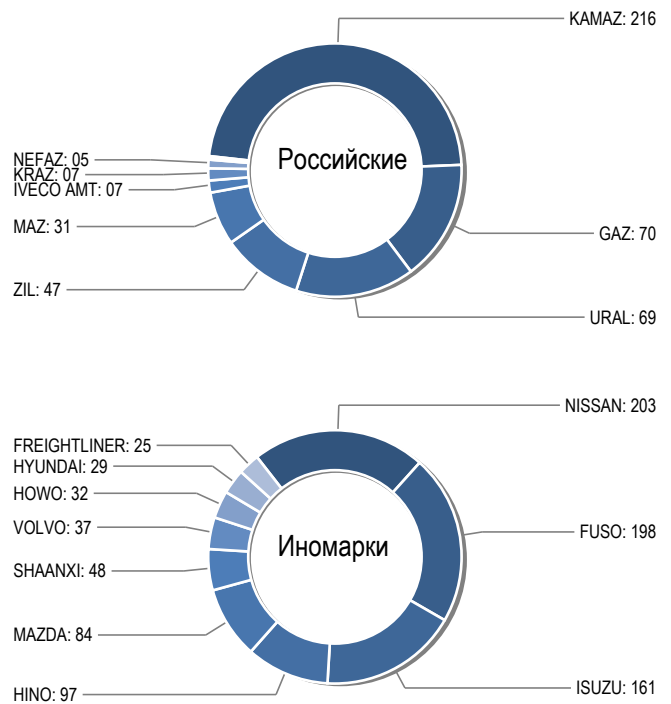 KAMAZ: 216
NEFAZ: 05
KRAZ: 07
IVECO AMT: 07
Российские
MAZ: 31
GAZ: 70
ZIL: 47
URAL: 69
NISSAN: 203
FREIGHTLINER: 25
HYUNDAI: 29
HOWO: 32
VOLVO: 37
FUSO: 198
Иномарки
SHAANXI: 48
MAZDA: 84
HINO: 97
ISUZU: 161